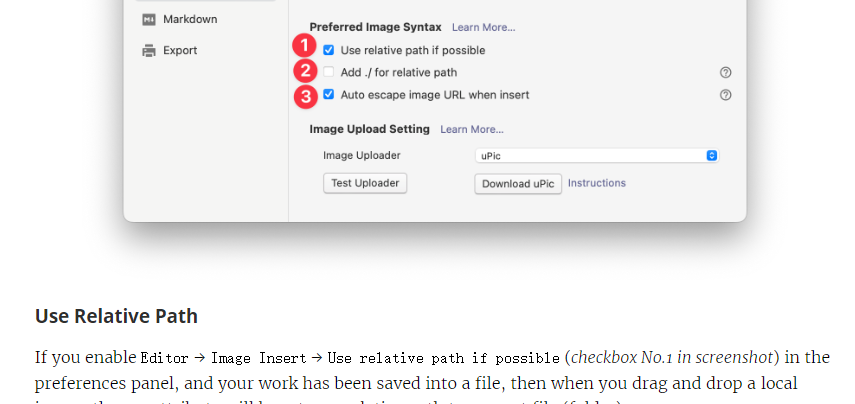 Markdown
Export
Preferred Image Syntax Learn More...
1 Use relative path if possible
2 Add ./ for relative path ?
3 Auto escape image URL when insert ?
Image Upload Setting Learn More...
Image Uploader uPic
Test Uploader Download uPic Instructions
Use Relative Path
If you enable Editor → Image Insert → Use relative path if possible (checkbox No.1 in screenshot) in the
preferences panel, and your work has been saved into a file, then when you drag and drop a local